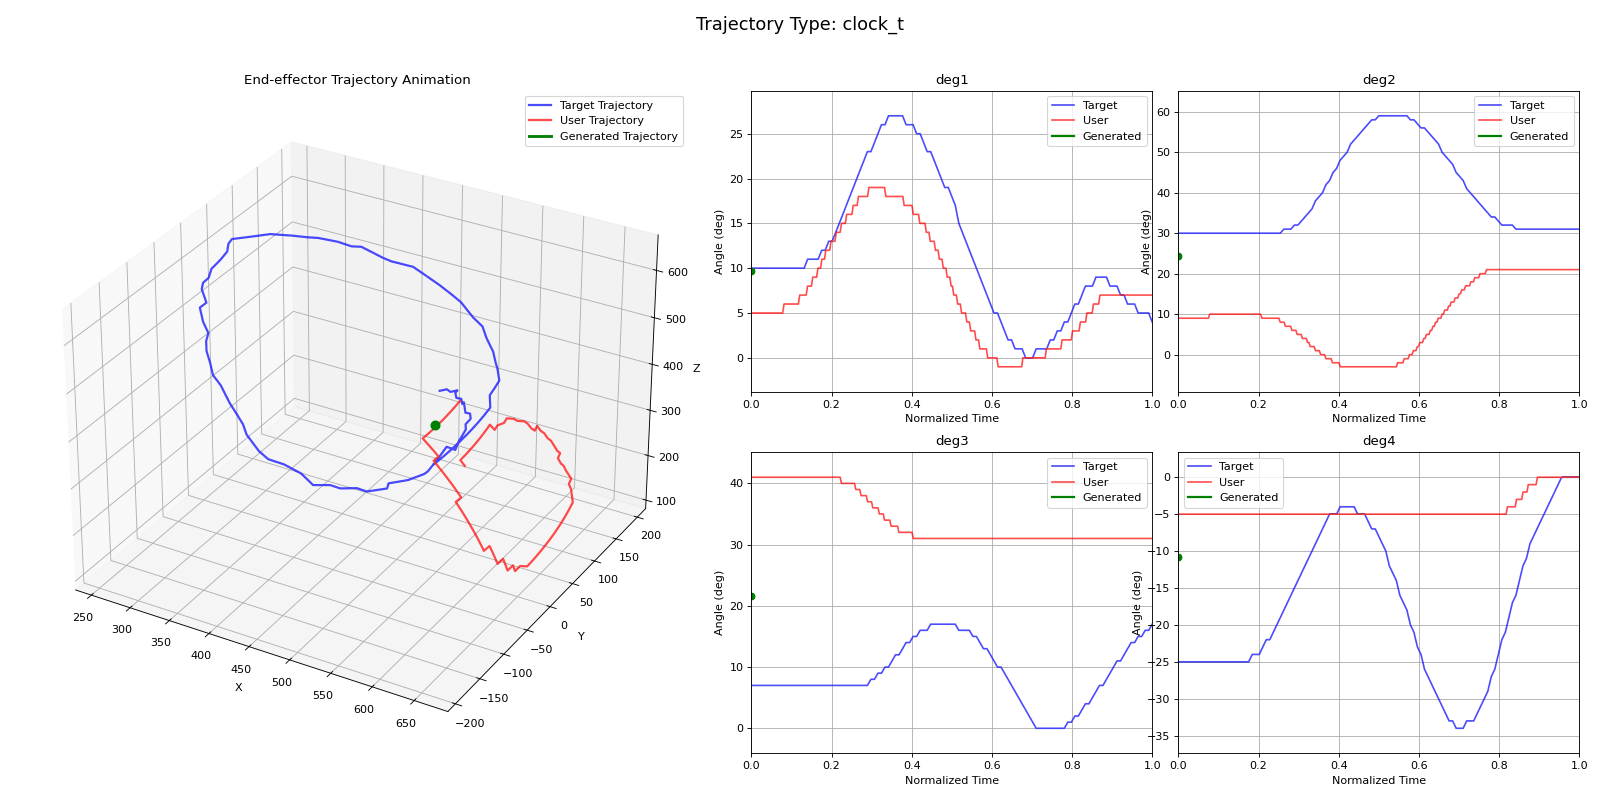 Trajectory Type: clock_t
End-effector Trajectory Animation
Target Trajectory
User Trajectory
Generated Trajectory
600
500
400
300
200
100
Z
200
150
100
50
0
−50
−100
−150
−200
Y
250
300
350
400
450
500
550
600
650
X
deg1
Target
User
Generated
25
20
15
10
5
0
Angle (deg)
0.0 0.2 0.4 0.6 0.8 1.0
Normalized Time
deg2
Target
User
Generated
60
50
40
30
20
10
0
Angle (deg)
0.0 0.2 0.4 0.6 0.8 1.0
Normalized Time
deg3
Target
User
Generated
40
30
20
10
0
Angle (deg)
0.0 0.2 0.4 0.6 0.8 1.0
Normalized Time
deg4
Target
User
Generated
0
−5
−10
−15
−20
−25
−30
−35
Angle (deg)
0.0 0.2 0.4 0.6 0.8 1.0
Normalized Time